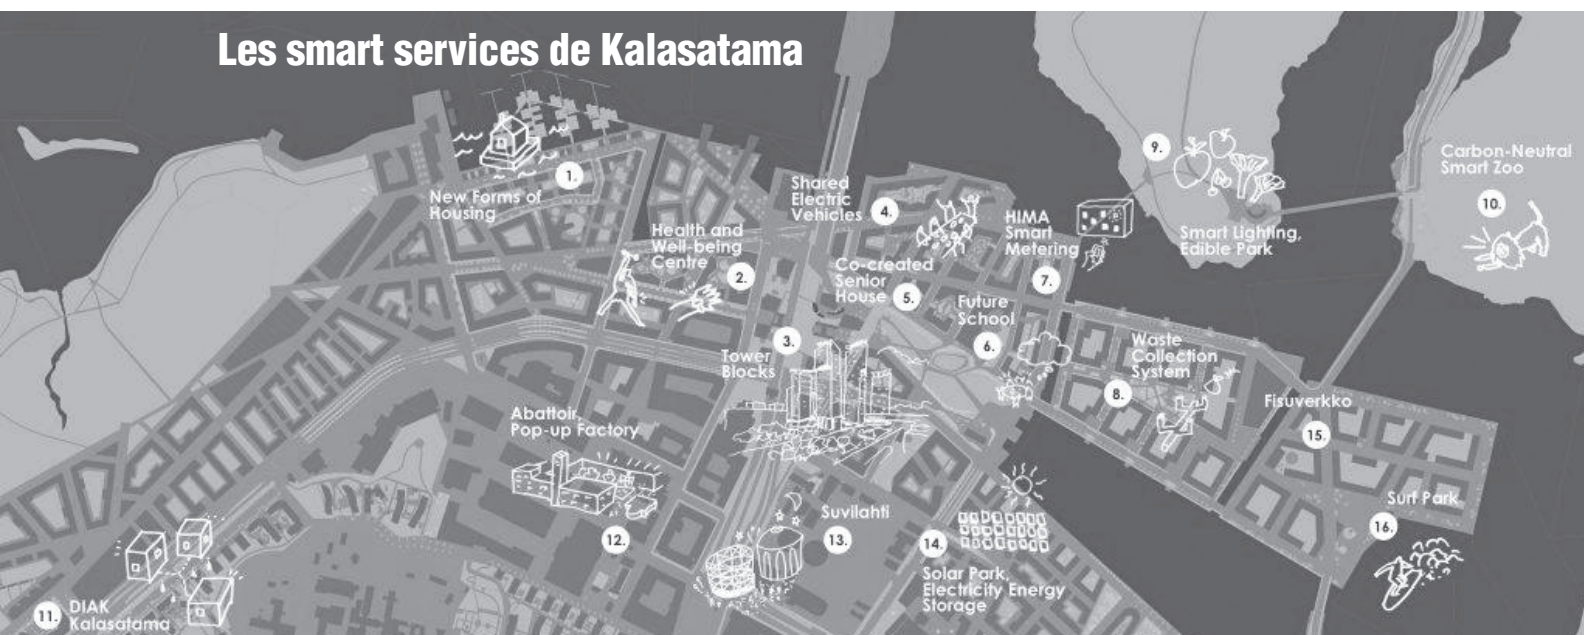 Les smart services de Kalasatama
1.
New Forms of
Housing
Health and
Well-being
Centre
2.
3.
Tower
Blocks
Shared
Electric
Vehicles
4.
Co-created
Senior
House
5.
Future
School
6.
HIMA
Smart
Metering
7.
Waste
Collection
System
8.
9.
Smart Lighting,
Edible Park
Carbon-Neutral
Smart Zoo
10.
11.
DIAK
Kalasatama
Abattoir,
Pop-up Factory
12.
Suvilahti
13.
14.
Solar Park,
Electricity Energy
Storage
Fisuverkko
15.
Surf Park
16.